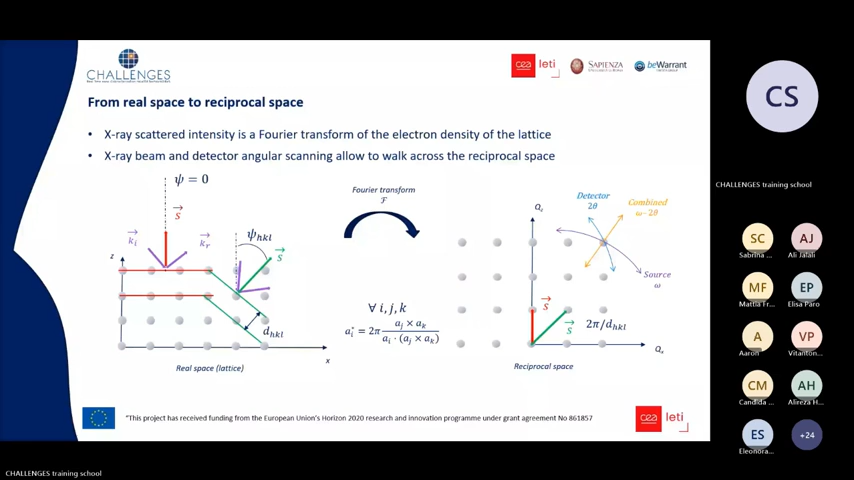 CHALLENGES
cea leti
SAPIENZA
beWarrant
From real space to reciprocal space
• X-ray scattered intensity is a Fourier transform of the electron density of the lattice
• X-ray beam and detector angular scanning allow to walk across the reciprocal space
ψ = 0
S
k_i
k_r
ψ_hkl
S
z
d_hkl
x
Real space (lattice)
Fourier transform
ℱ
∀ i, j, k
a_i^* = 2π (a_j × a_k) / (a_i · (a_j × a_k))
Q_z
Detector
2θ
Combined
ω-2θ
Source
ω
S
S
2π/d_hkl
Q_x
Reciprocal space
"This project has received funding from the European Union's Horizon 2020 research and innovation programme under grant agreement No 861857
cea leti
CHALLENGES training school
CS
CHALLENGES training school
SC
Sabrina ...
AJ
Ali Jalali
MF
Mattia Fr...
EP
Elisa Paro
A
Aaron
VP
Vitanton...
CM
Candida ...
AH
Alireza H...
ES
Eleonora...
+24